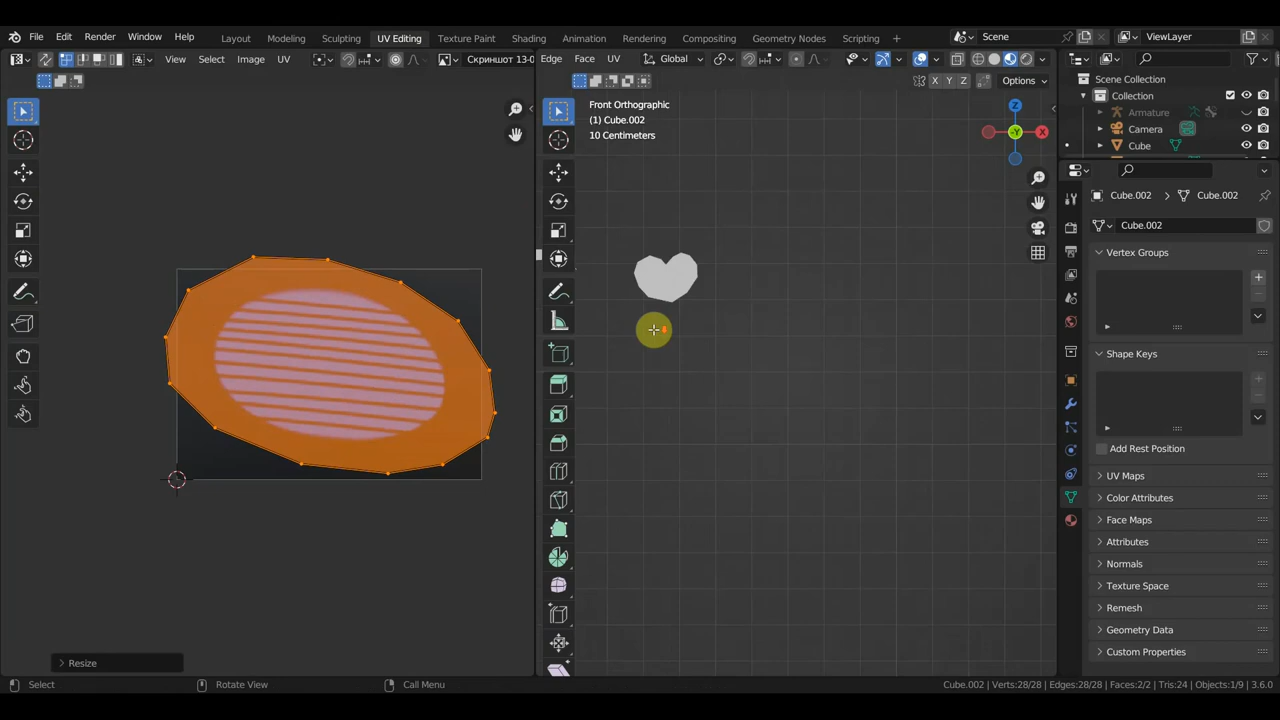 File Edit Render Window Help Layout Modeling Sculpting UV Editing Texture Paint Shading Animation Rendering Compositing Geometry Nodes Scripting Scene ViewLayer
View Select Image UV Скриншот 13-0 Edge Face UV Global
Options
Scene Collection
Collection
Armature
Camera
Cube
Front Orthographic
(1) Cube.002
10 Centimeters
X Y Z
Z
-Y X
Cube.002 Cube.002
Cube.002
Vertex Groups
Shape Keys
Add Rest Position
UV Maps
Color Attributes
Face Maps
Attributes
Normals
Texture Space
Remesh
Geometry Data
Custom Properties
Resize
Select Rotate View Call Menu Cube.002 | Verts:28/28 | Edges:28/28 | Faces:2/2 | Tris:24 | Objects:1/9 | 3.6.0